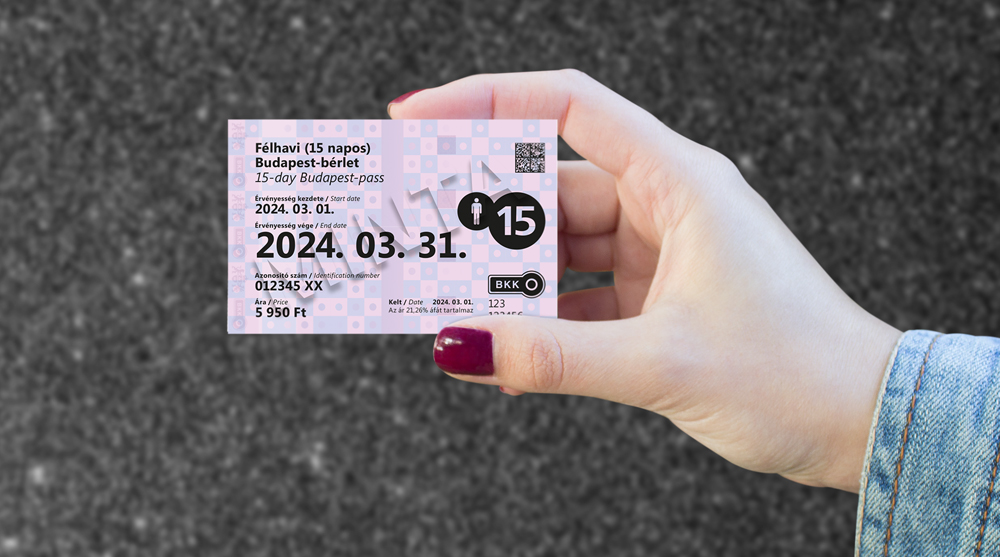 Félhavi (15 napos)
Budapest-bérlet
15-day Budapest-pass
Érvényesség kezdete / Start date
2024. 03. 01.
Érvényesség vége / End date
2024. 03. 31.
MINTA
15
Azonosító szám / Identification number
012345 XX
BKK
Ára / Price
5 950 Ft
Kelt / Date 2024. 03. 01.
Az ár 21,26% áfát tartalmaz
123
123456